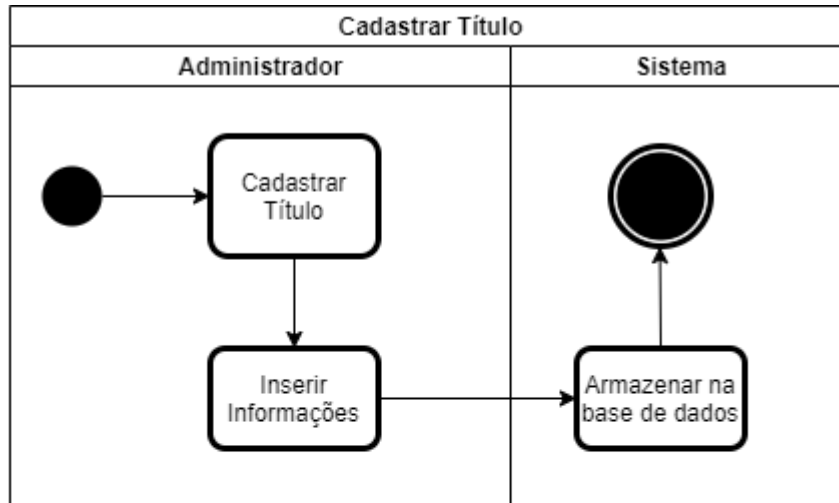 Cadastrar Título
Administrador
Sistema
Cadastrar
Título
Inserir
Informações
Armazenar na
base de dados